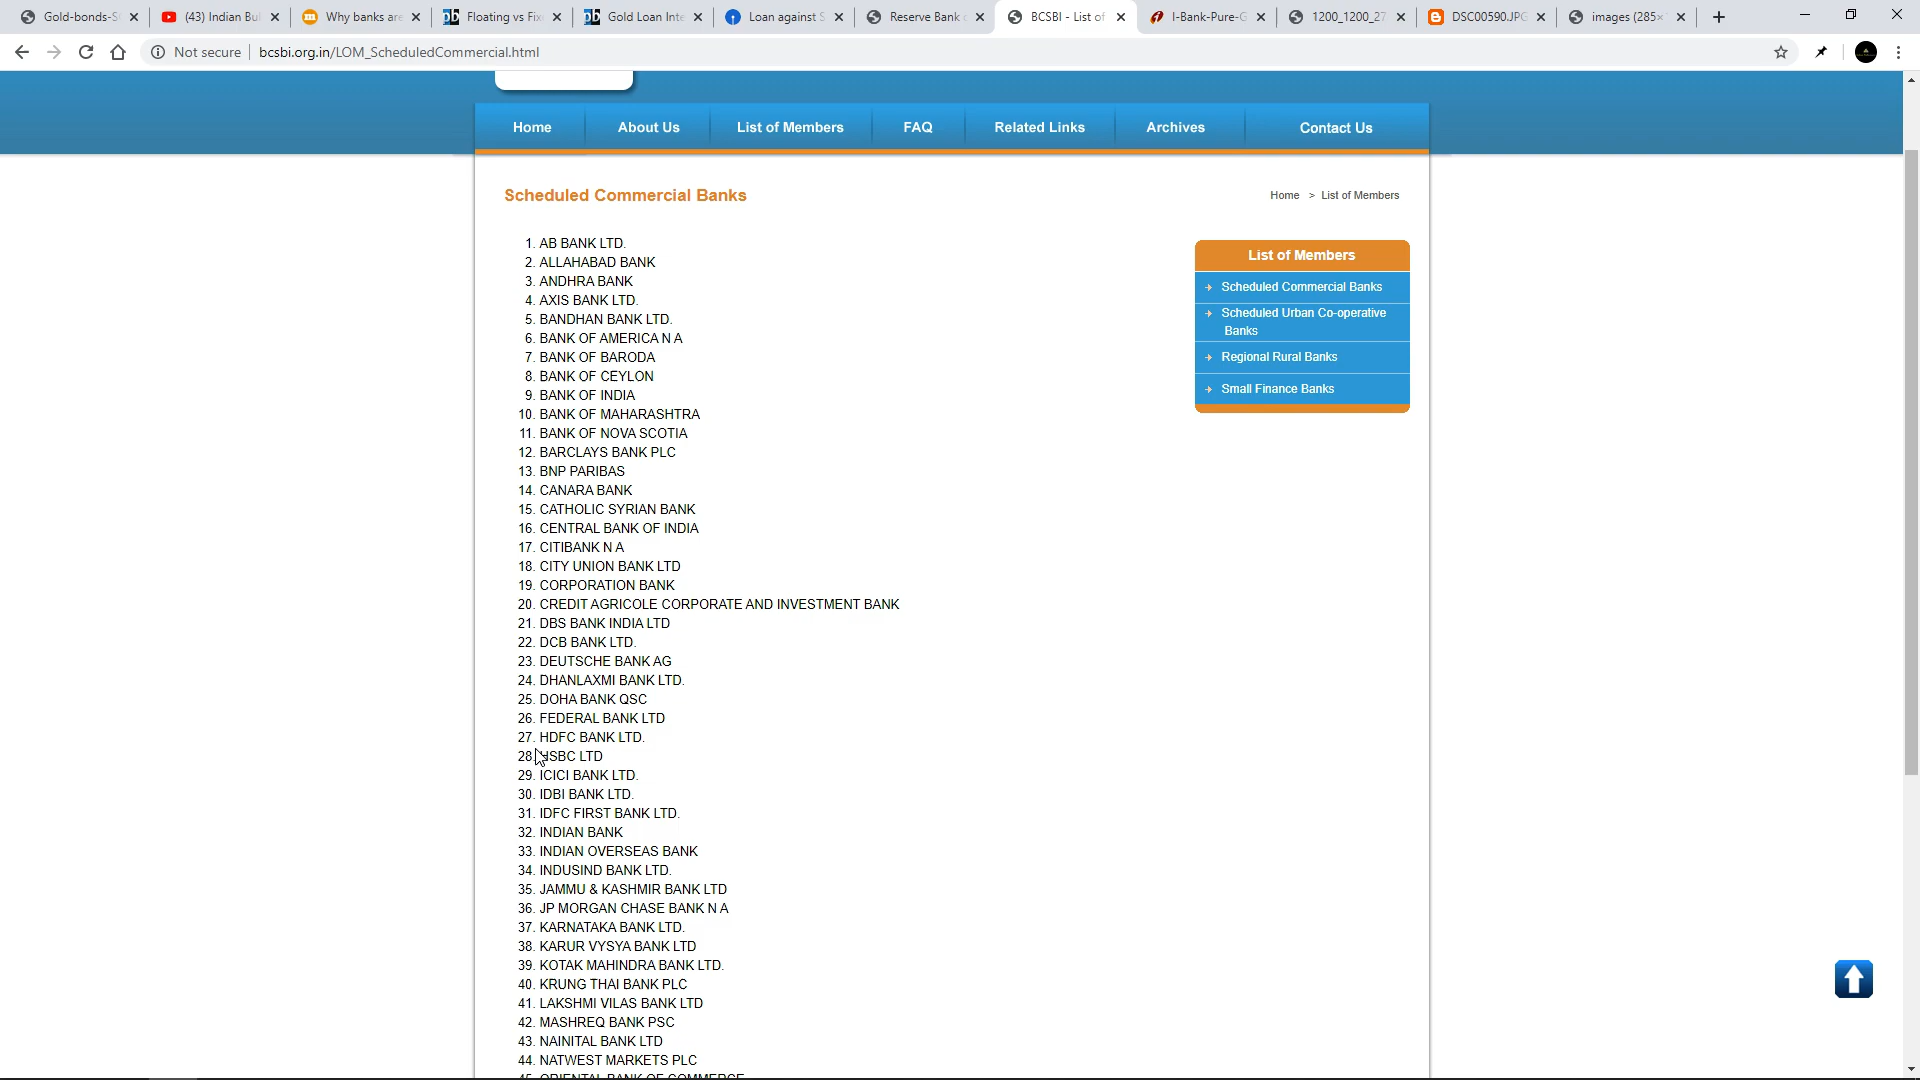 Gold-bonds-S
(43) Indian Bu
Why banks are
Floating vs Fix
Gold Loan Inte
Loan against S
Reserve Bank o
BCSBI - List of
I-Bank-Pure-G
1200_1200_27
DSC00590.JPG
images (285×
Not secure
bcsbi.org.in/LOM_ScheduledCommercial.html
Home
About Us
List of Members
FAQ
Related Links
Archives
Contact Us
Scheduled Commercial Banks
Home > List of Members
1. AB BANK LTD.
2. ALLAHABAD BANK
3. ANDHRA BANK
4. AXIS BANK LTD.
5. BANDHAN BANK LTD.
6. BANK OF AMERICA N A
7. BANK OF BARODA
8. BANK OF CEYLON
9. BANK OF INDIA
10. BANK OF MAHARASHTRA
11. BANK OF NOVA SCOTIA
12. BARCLAYS BANK PLC
13. BNP PARIBAS
14. CANARA BANK
15. CATHOLIC SYRIAN BANK
16. CENTRAL BANK OF INDIA
17. CITIBANK N A
18. CITY UNION BANK LTD
19. CORPORATION BANK
20. CREDIT AGRICOLE CORPORATE AND INVESTMENT BANK
21. DBS BANK INDIA LTD
22. DCB BANK LTD.
23. DEUTSCHE BANK AG
24. DHANLAXMI BANK LTD.
25. DOHA BANK QSC
26. FEDERAL BANK LTD
27. HDFC BANK LTD.
28. HSBC LTD
29. ICICI BANK LTD.
30. IDBI BANK LTD.
31. IDFC FIRST BANK LTD.
32. INDIAN BANK
33. INDIAN OVERSEAS BANK
34. INDUSIND BANK LTD.
35. JAMMU & KASHMIR BANK LTD
36. JP MORGAN CHASE BANK N A
37. KARNATAKA BANK LTD.
38. KARUR VYSYA BANK LTD
39. KOTAK MAHINDRA BANK LTD.
40. KRUNG THAI BANK PLC
41. LAKSHMI VILAS BANK LTD
42. MASHREQ BANK PSC
43. NAINITAL BANK LTD
44. NATWEST MARKETS PLC
45. ORIENTAL BANK OF COMMERCE
List of Members
Scheduled Commercial Banks
Scheduled Urban Co-operative
Banks
Regional Rural Banks
Small Finance Banks